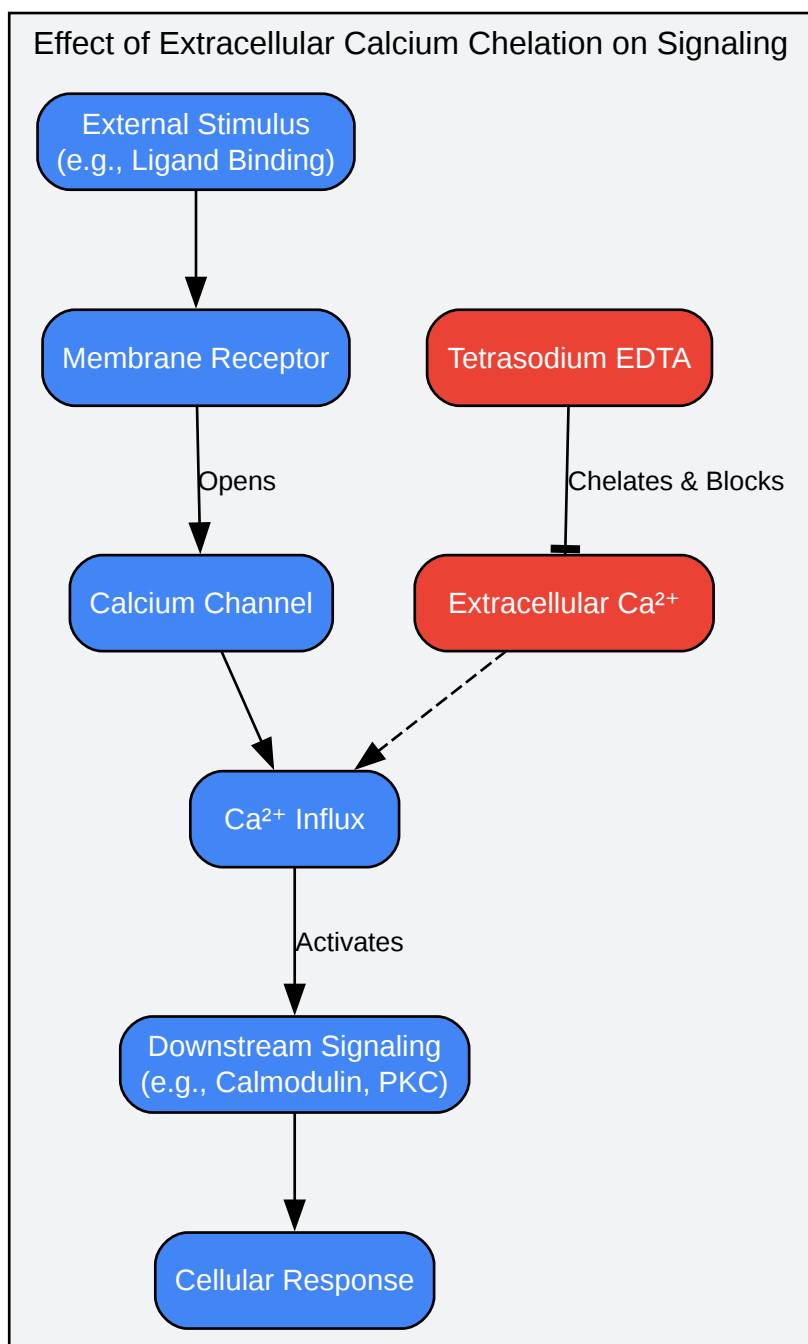 Effect of Extracellular Calcium Chelation on Signaling
External Stimulus
(e.g., Ligand Binding)
Membrane Receptor
Tetrasodium EDTA
Opens
Chelates & Blocks
Calcium Channel
Extracellular Ca²⁺
Ca²⁺ Influx
Activates
Downstream Signaling
(e.g., Calmodulin, PKC)
Cellular Response